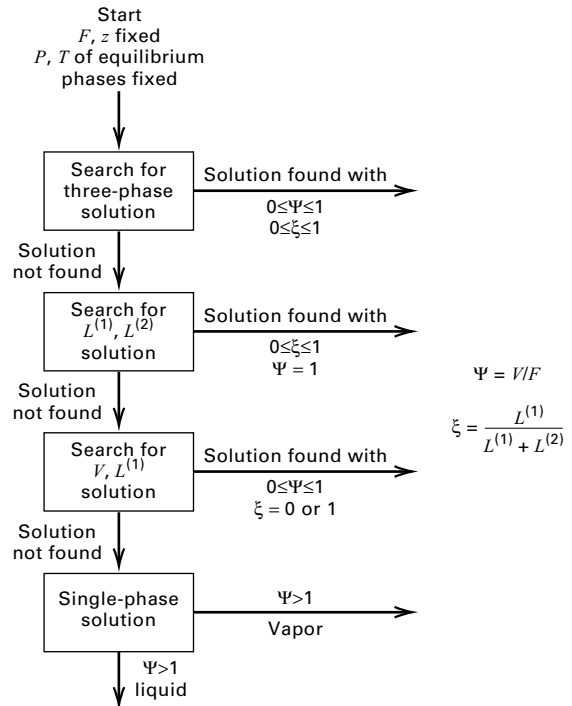 Start
F, z fixed
P, T of equilibrium
phases fixed
Search for
three-phase
solution
Solution found with
0≤Ψ≤1
0≤ξ≤1
Solution
not found
Search for
L⁽¹⁾, L⁽²⁾
solution
Solution found with
0≤ξ≤1
Ψ = 1
Ψ = V/F
ξ = L⁽¹⁾ / (L⁽¹⁾ + L⁽²⁾)
Solution
not found
Search for
V, L⁽¹⁾
solution
Solution found with
0≤Ψ≤1
ξ = 0 or 1
Solution
not found
Single-phase
solution
Ψ>1
Vapor
Ψ>1
liquid